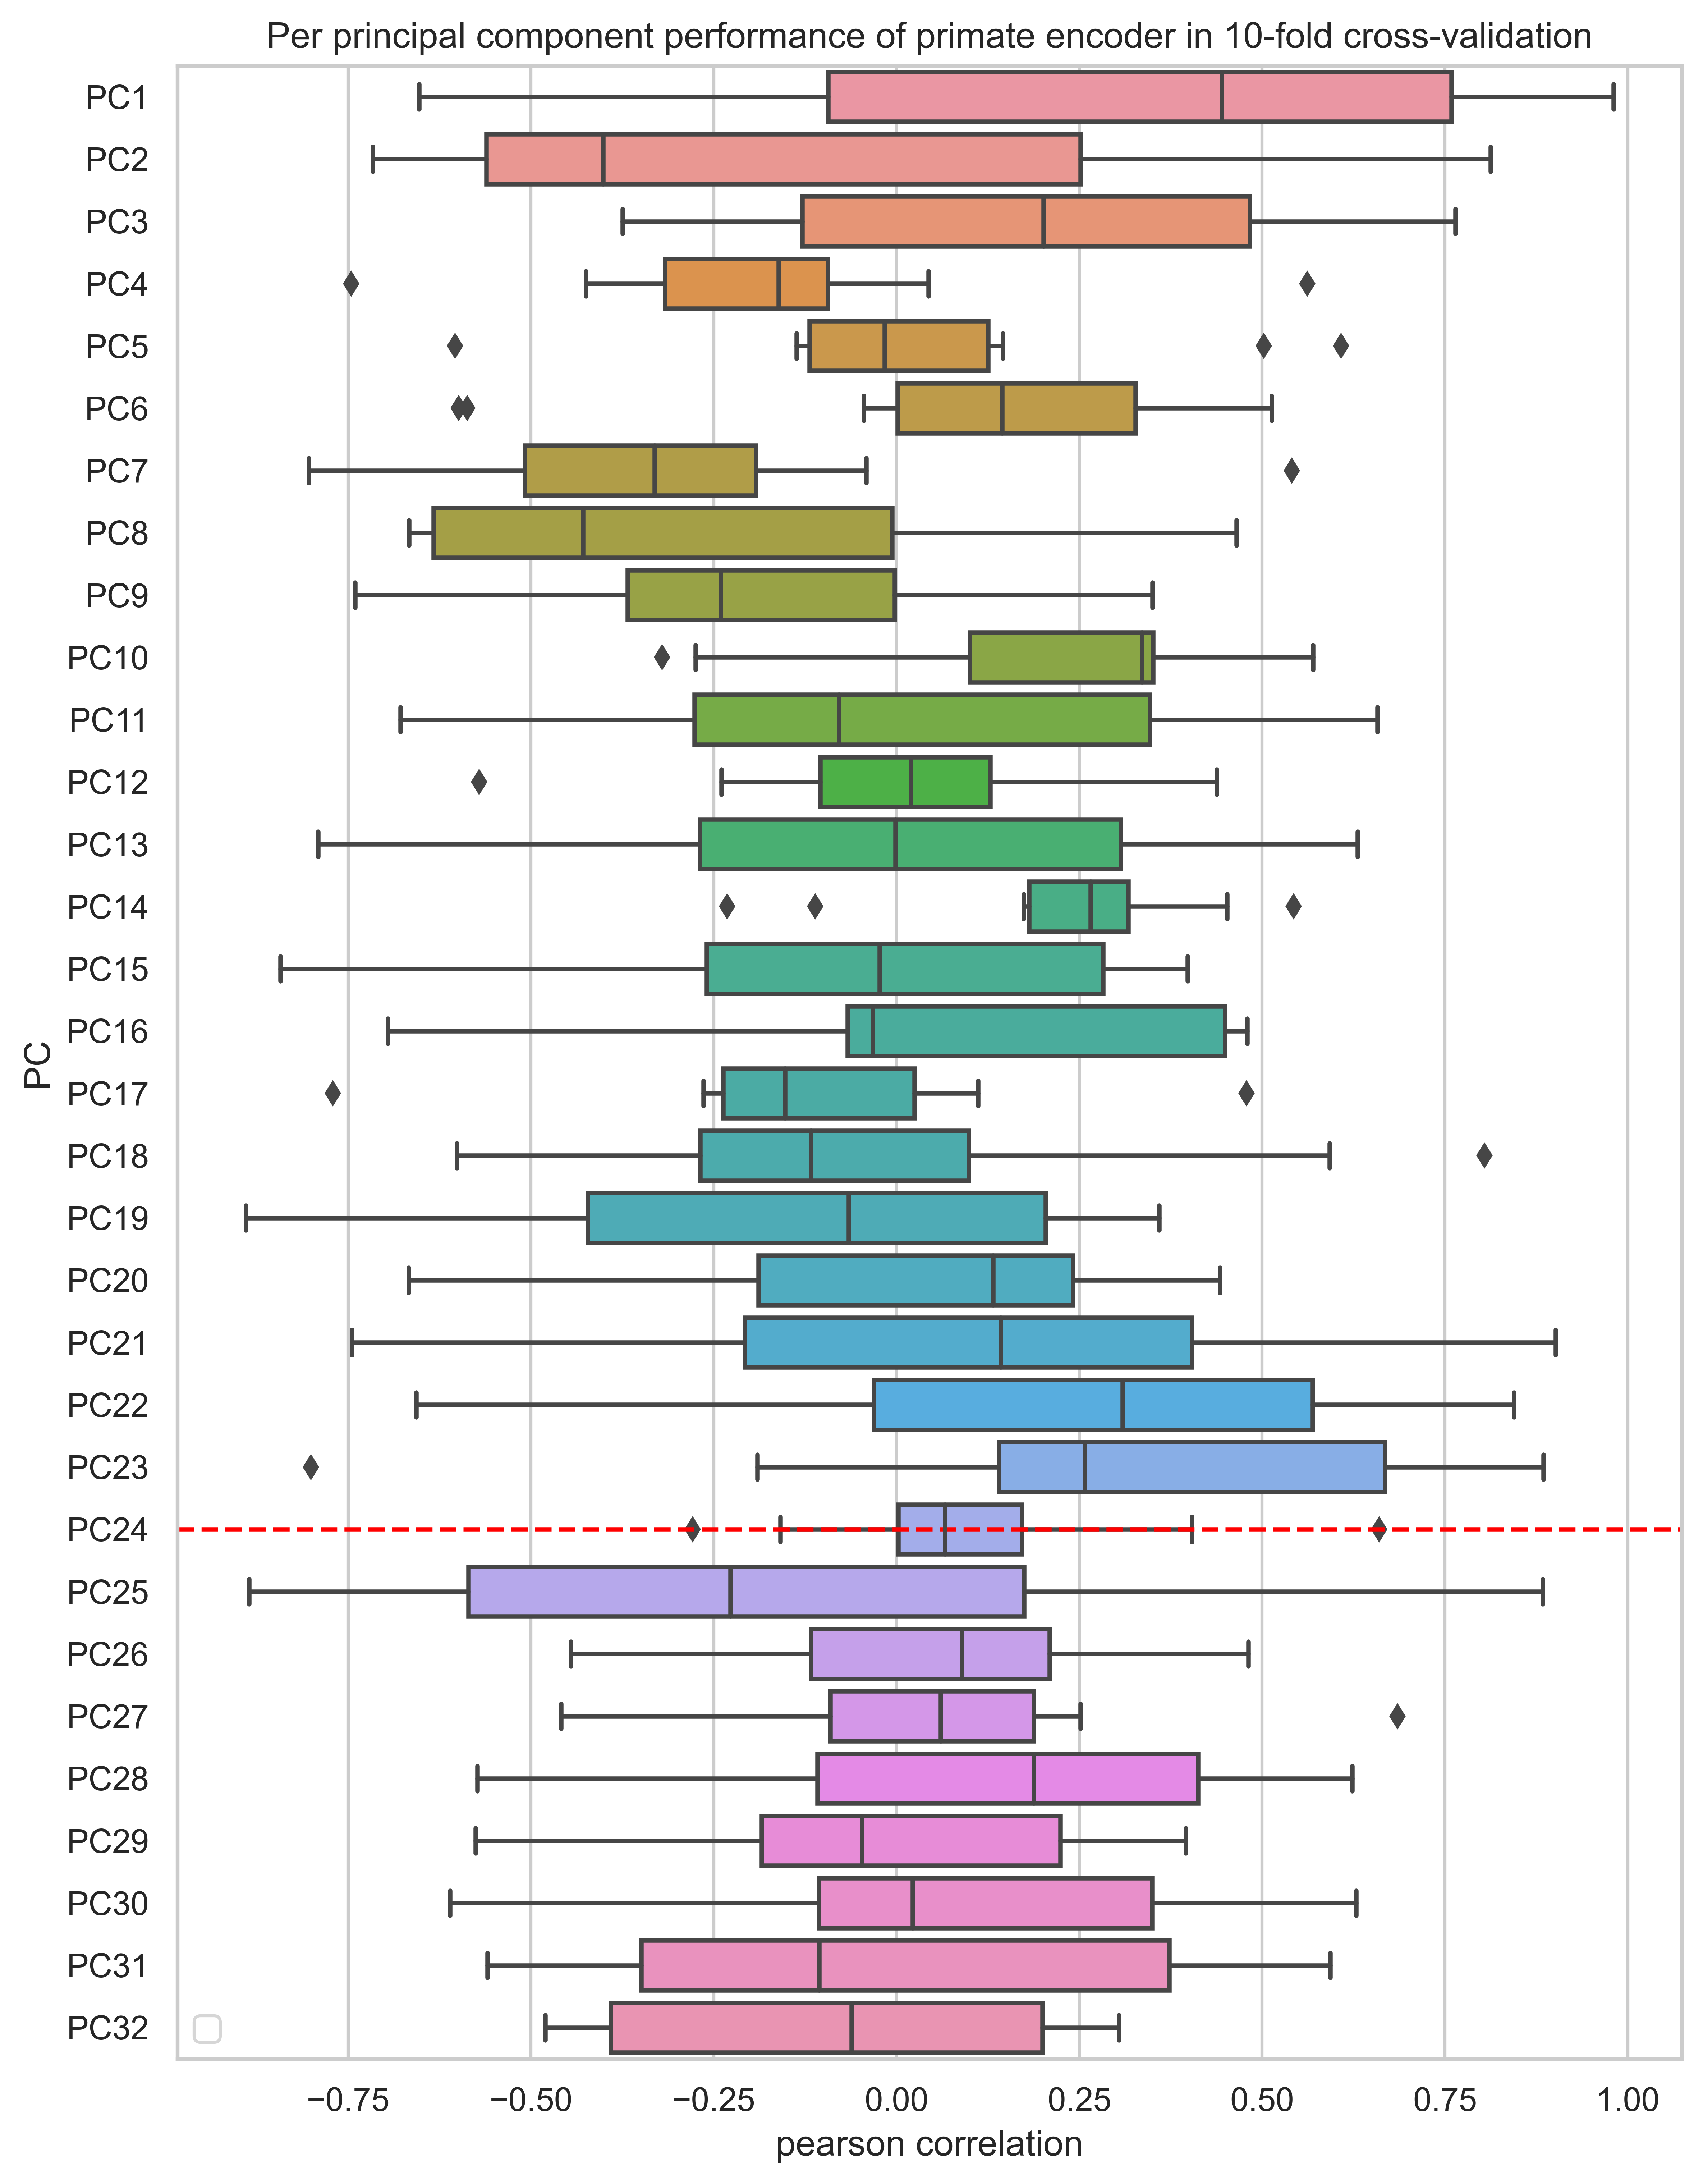 Per principal component performance of primate encoder in 10-fold cross-validation
PC1
PC2
PC3
PC4
PC5
PC6
PC7
PC8
PC9
PC10
PC11
PC12
PC13
PC14
PC15
PC16
PC17
PC18
PC19
PC20
PC21
PC22
PC23
PC24
PC25
PC26
PC27
PC28
PC29
PC30
PC31
PC32
PC
−0.75 −0.50 −0.25 0.00 0.25 0.50 0.75 1.00
pearson correlation